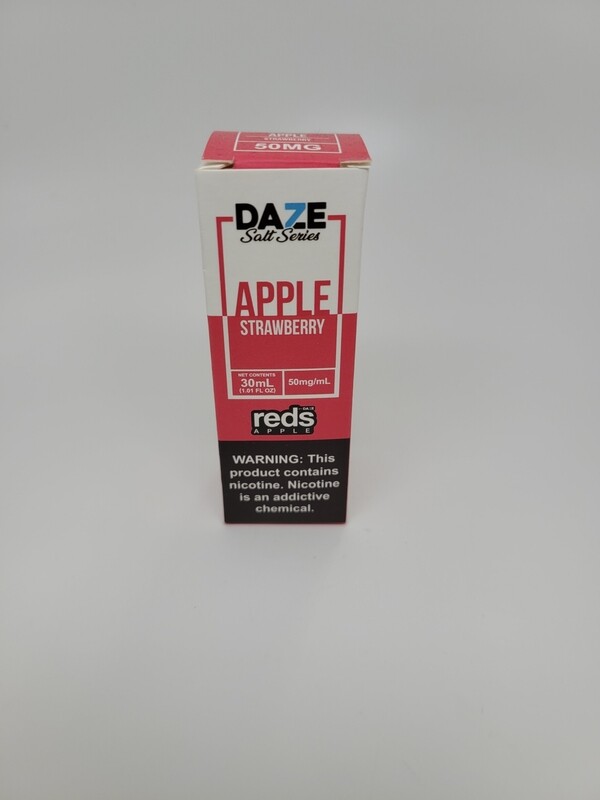 APPLE
STRAWBERRY
50MG
DAZE
Salt Series
APPLE
STRAWBERRY
NET CONTENTS
30mL
(1.01 FL OZ)
50mg/mL
reds
APPLE
WARNING: This
product contains
nicotine. Nicotine
is an addictive
chemical.